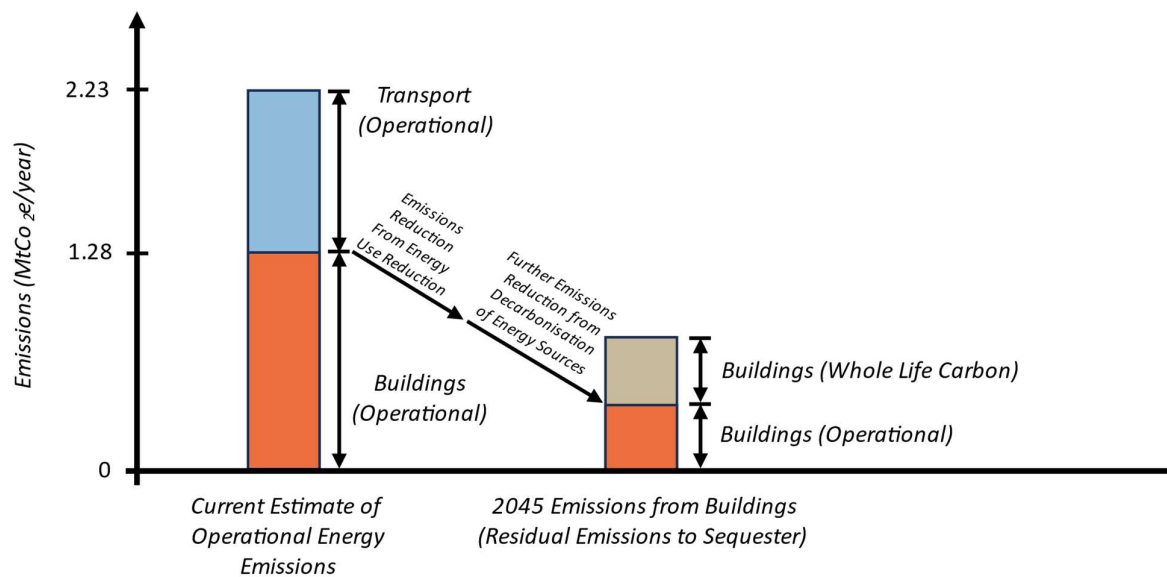 Emissions (MtCo 2e/year)
2.23
1.28
0
Transport
(Operational)
Buildings
(Operational)
Emissions
Reduction
From Energy
Use Reduction
Further Emissions
Reduction from
Decarbonisation
of Energy Sources
Buildings (Whole Life Carbon)
Buildings (Operational)
Current Estimate of
Operational Energy
Emissions
2045 Emissions from Buildings
(Residual Emissions to Sequester)